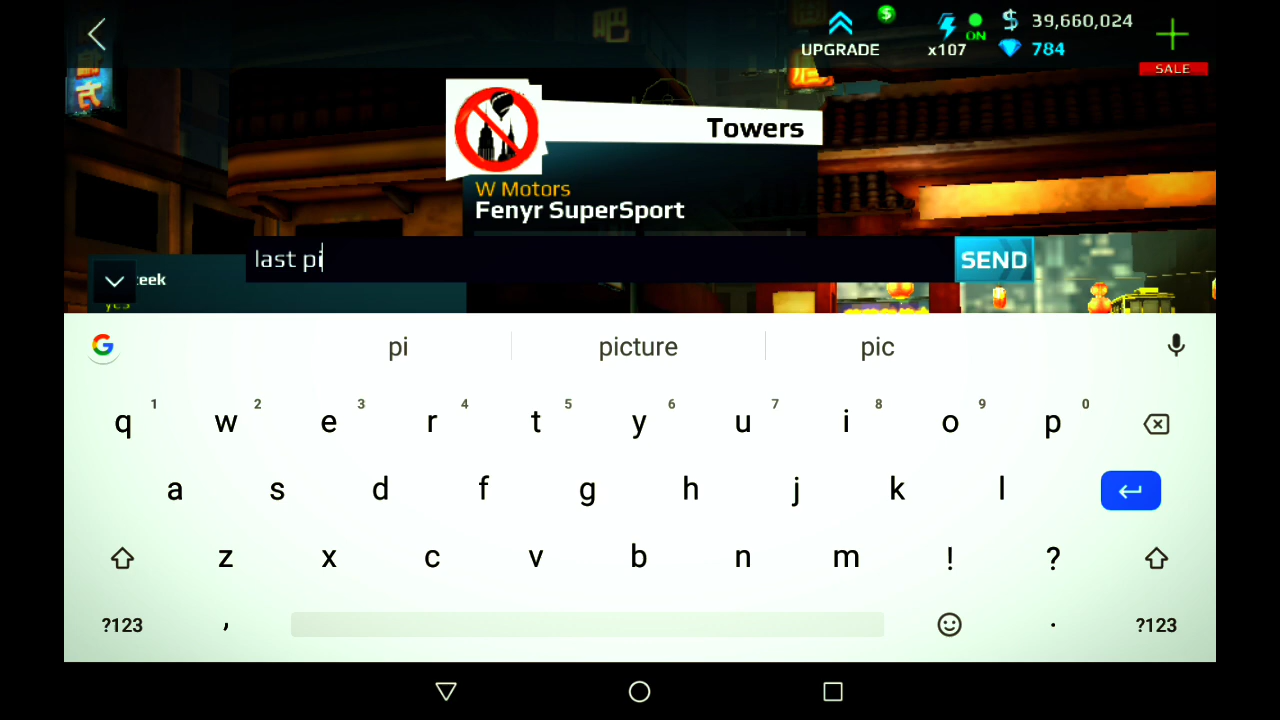 UPGRADE
$
x107
ON
$ 39,660,024
784
SALE
Towers
W Motors
Fenyr SuperSport
last pi
SEND
eek
yes
pi picture pic
q 1 w 2 e 3 r 4 t 5 y 6 u 7 i 8 o 9 p 0
a s d f g h j k l
z x c v b n m ! ?
?123 , . ?123